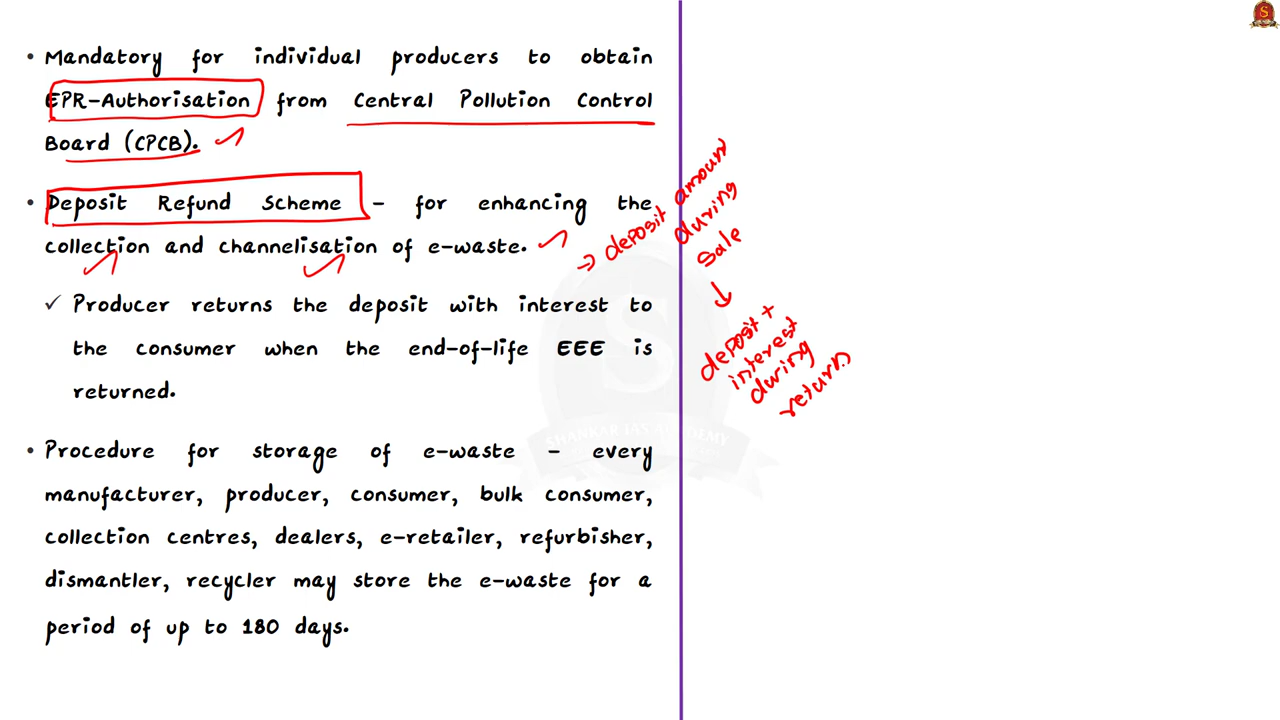 • Mandatory for individual producers to obtain
EPR-Authorisation from Central Pollution Control
Board (CPCB).
• Deposit Refund Scheme - for enhancing the
collection and channelisation of e-waste.
→ deposit amount
during
sale
↓
deposit +
interest
during
return
✓ Producer returns the deposit with interest to
the consumer when the end-of-life EEE is
returned.
• Procedure for storage of e-waste - every
manufacturer, producer, consumer, bulk consumer,
collection centres, dealers, e-retailer, refurbisher,
dismantler, recycler may store the e-waste for a
period of up to 180 days.
SHANKAR IAS ACADEMY